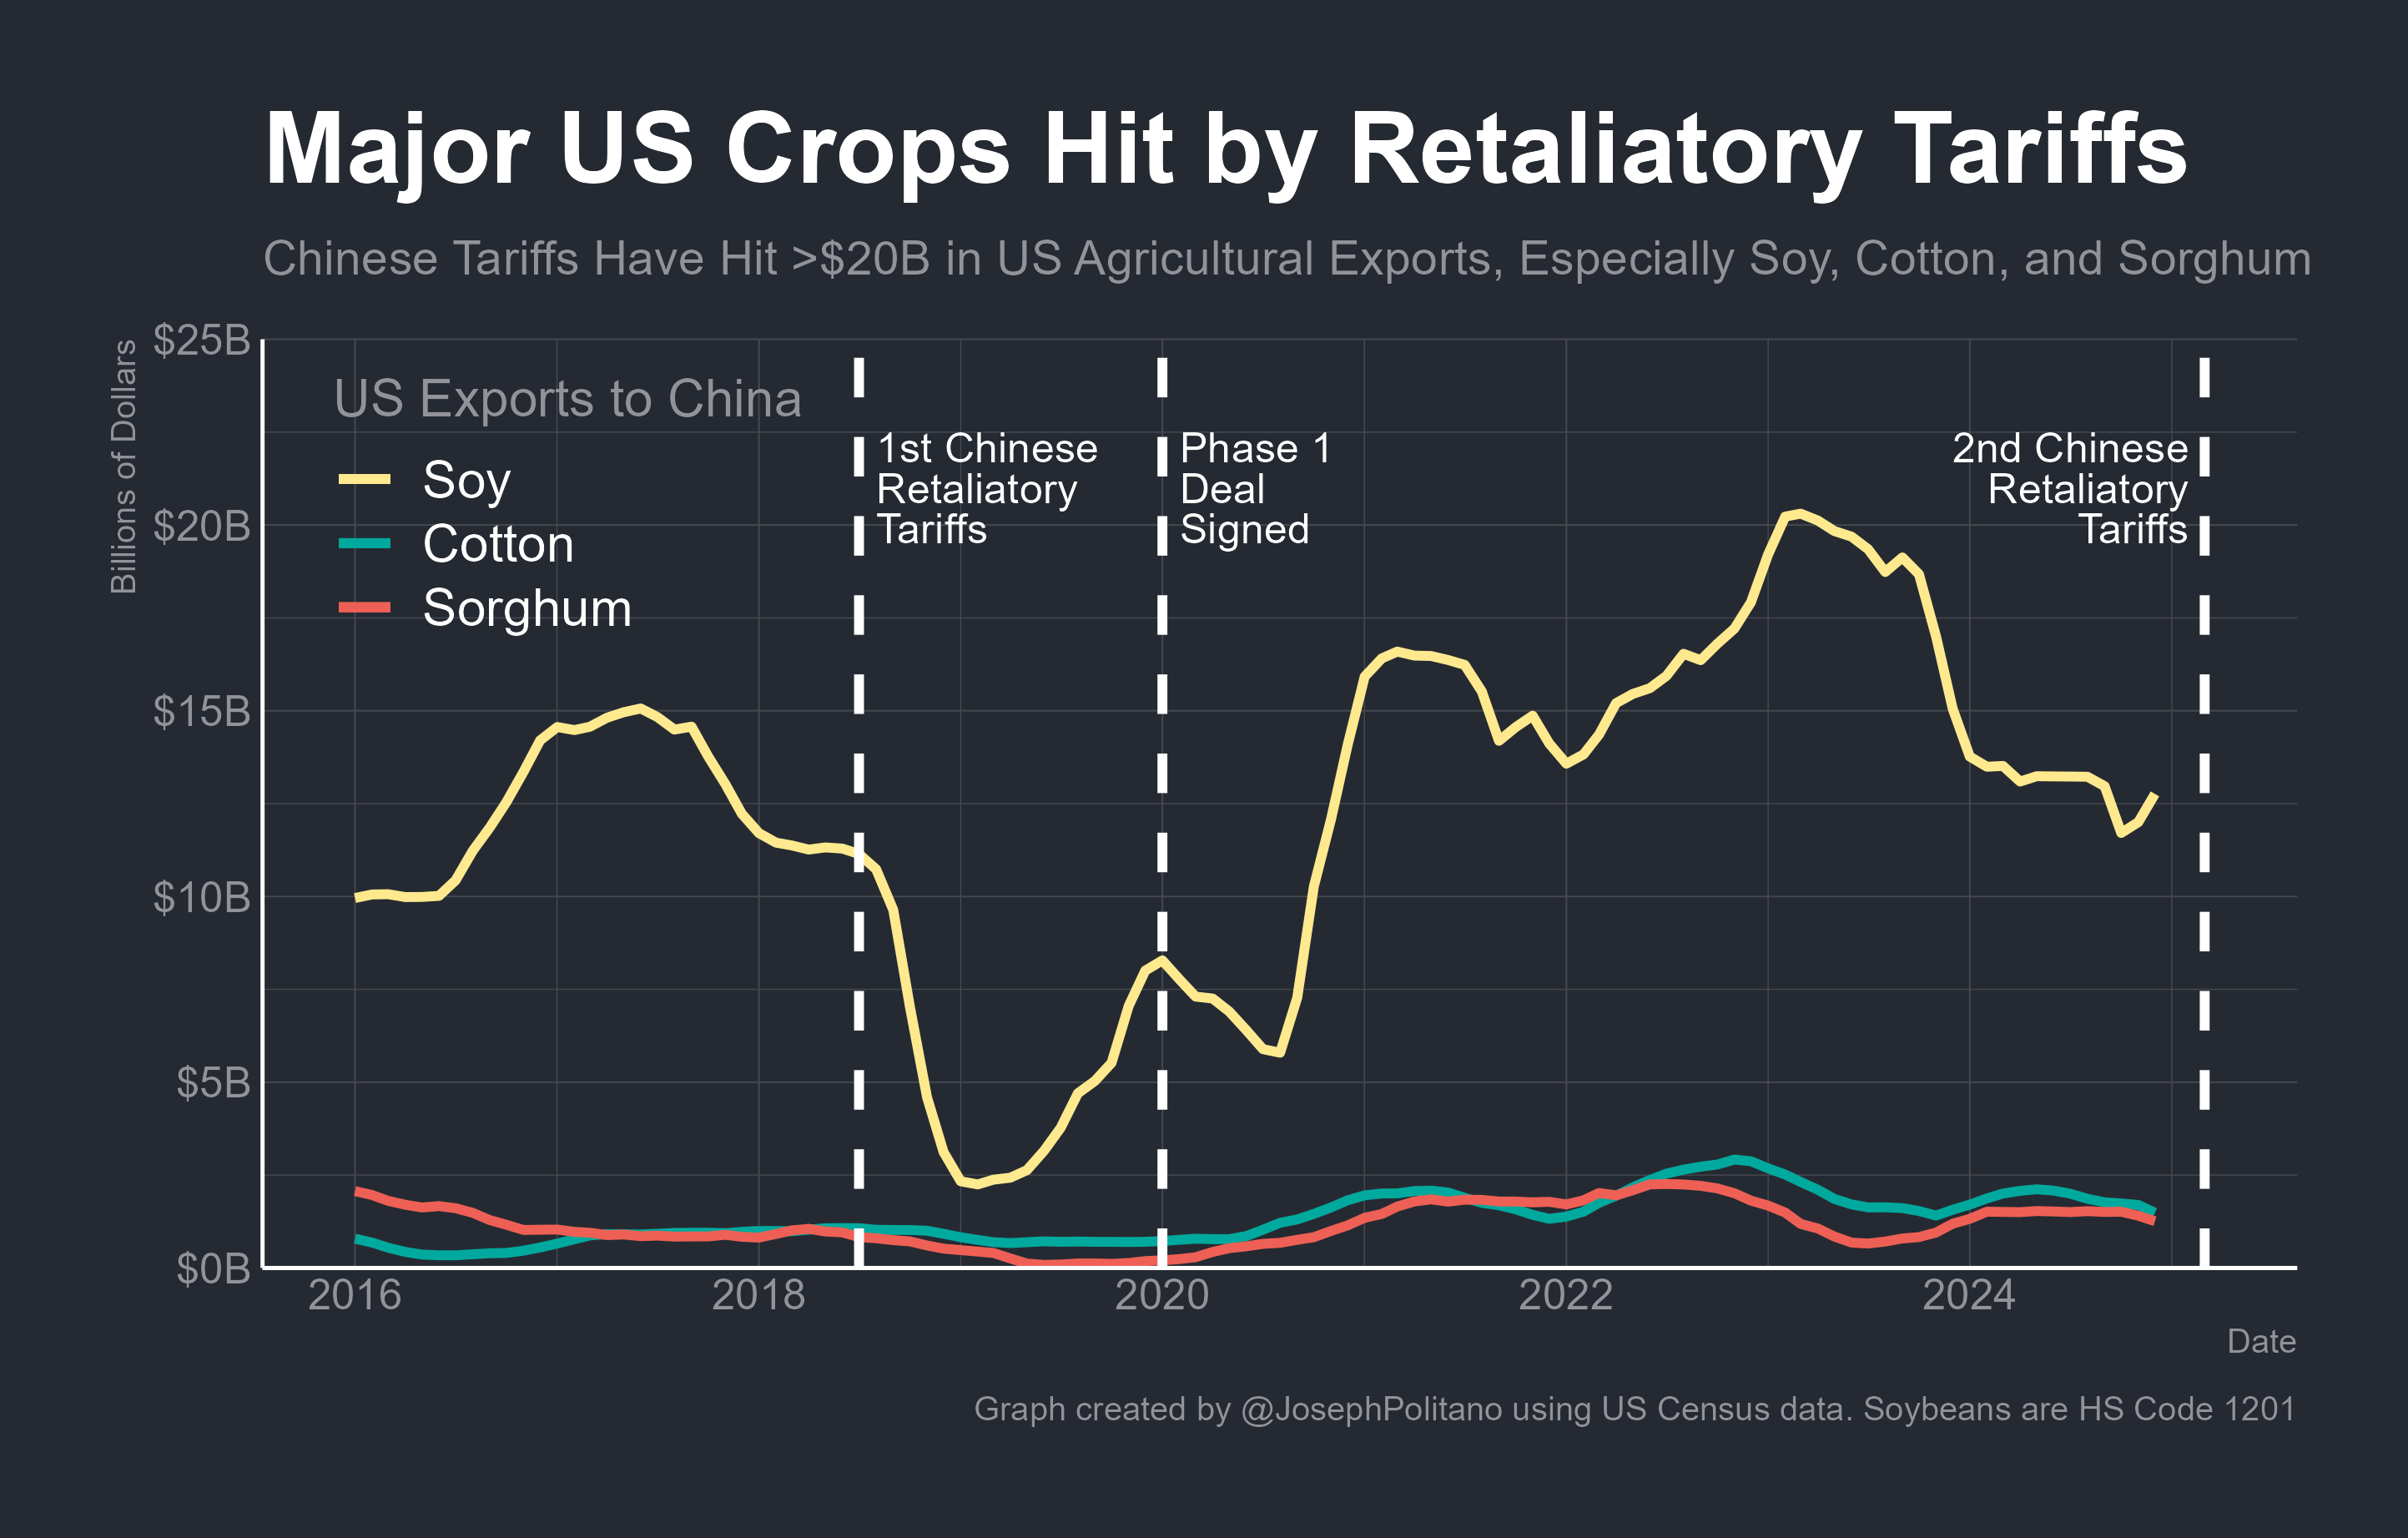 Major US Crops Hit by Retaliatory Tariffs
Chinese Tariffs Have Hit >$20B in US Agricultural Exports, Especially Soy, Cotton, and Sorghum
Billions of Dollars
$25B
$20B
$15B
$10B
$5B
$0B
US Exports to China
Soy
Cotton
Sorghum
1st Chinese
Retaliatory
Tariffs
Phase 1
Deal
Signed
2nd Chinese
Retaliatory
Tariffs
2016
2018
2020
2022
2024
Date
Graph created by @JosephPolitano using US Census data. Soybeans are HS Code 1201